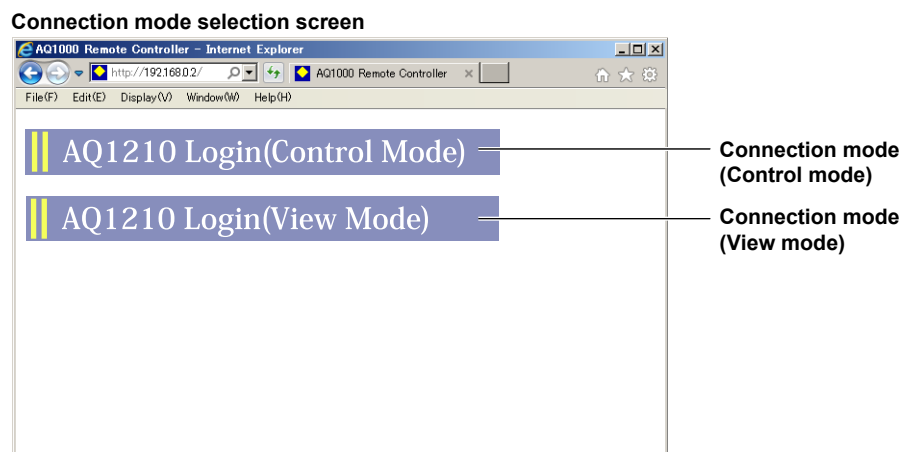 Connection mode selection screen
AQ1000 Remote Controller - Internet Explorer
http://192.168.0.2/
AQ1000 Remote Controller
File(F) Edit(E) Display(V) Window(W) Help(H)
AQ1210 Login(Control Mode)
Connection mode
(Control mode)
AQ1210 Login(View Mode)
Connection mode
(View mode)